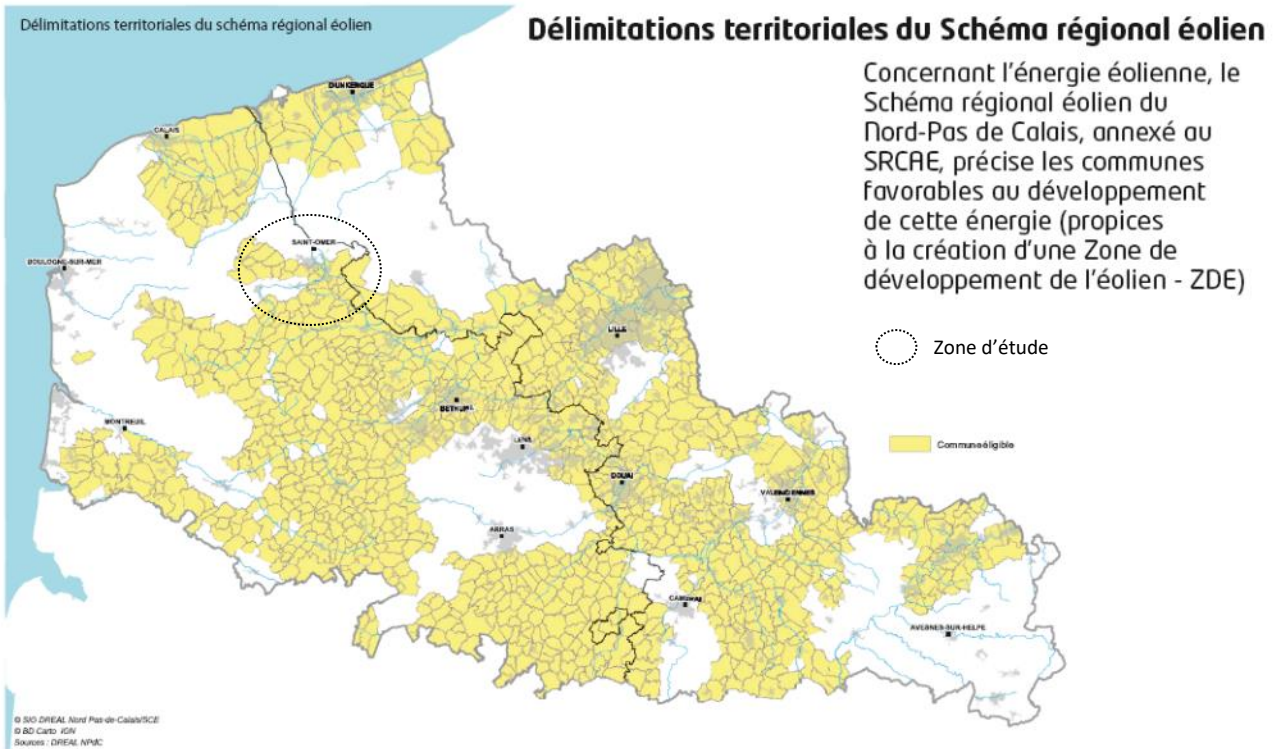 Délimitations territoriales du schéma régional éolien
Délimitations territoriales du Schéma régional éolien
Concernant l'énergie éolienne, le
Schéma régional éolien du
Nord-Pas de Calais, annexé au
SRCAE, précise les communes
favorables au développement
de cette énergie (propices
à la création d'une Zone de
développement de l'éolien - ZDE)
Zone d'étude
Commune éligible
DUNKERQUE
CALAIS
SAINT-OMER
BOULOGNE-SUR-MER
LILLE
BETHUNE
MONTREUIL
LENS
DOUAI
VALENCIENNES
ARRAS
CAMBRAI
AVESNES-SUR-HELPE
© SIG DREAL Nord Pas-de-Calais/SCE
© BD Carto IGN
Sources : DREAL NPdC